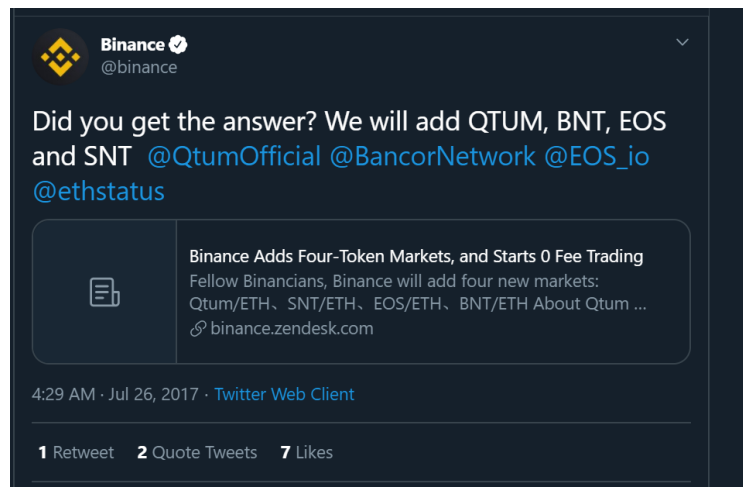 Binance
@binance
Did you get the answer? We will add QTUM, BNT, EOS
and SNT @QtumOfficial @BancorNetwork @EOS_io
@ethstatus
Binance Adds Four-Token Markets, and Starts 0 Fee Trading
Fellow Binancians, Binance will add four new markets:
Qtum/ETH、SNT/ETH、EOS/ETH、BNT/ETH About Qtum ...
binance.zendesk.com
4:29 AM · Jul 26, 2017 · Twitter Web Client
1 Retweet 2 Quote Tweets 7 Likes